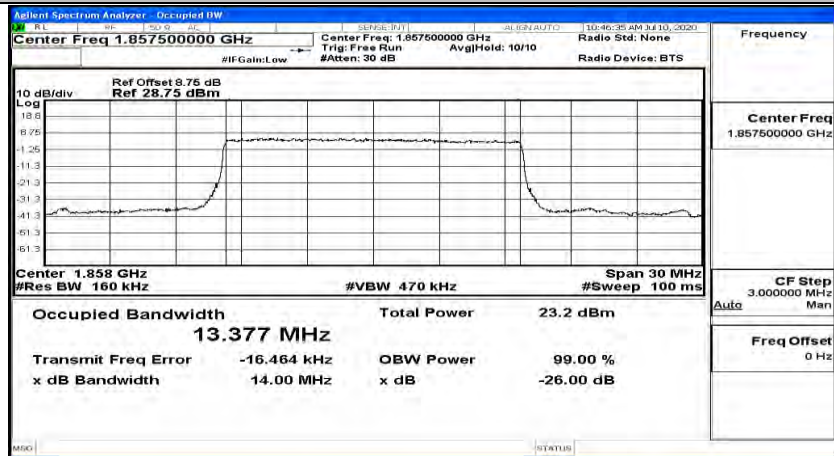 Agilent Spectrum Analyzer - Occupied BW
RL RF 50 Ω AC SENSE:INT ALIGN AUTO 10:46:35 AM Jul 10, 2020
Center Freq 1.857500000 GHz
Center Freq: 1.857500000 GHz
Radio Std: None
Trig: Free Run
Avg|Hold: 10/10
#IFGain:Low
#Atten: 30 dB
Radio Device: BTS
Ref Offset 8.75 dB
10 dB/div
Ref 28.75 dBm
Log
18.8
8.75
-1.25
-11.3
-21.3
-31.3
-41.3
-51.3
-61.3
Center 1.858 GHz
Span 30 MHz
#Res BW 160 kHz
#VBW 470 kHz
#Sweep 100 ms
Occupied Bandwidth
Total Power
23.2 dBm
13.377 MHz
Transmit Freq Error
-16.464 kHz
OBW Power
99.00 %
x dB Bandwidth
14.00 MHz
x dB
-26.00 dB
MSG
STATUS
Frequency
Center Freq
1.857500000 GHz
CF Step
3.000000 MHz
Auto
Man
Freq Offset
0 Hz